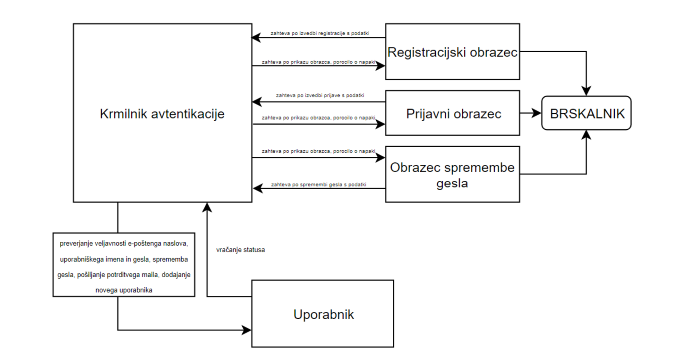 zahteva po izvedbi registracije s podatki
Registracijski obrazec
zahteva po prikazu obrazca, poročilo o napaki
zahteva po izvedbi prijave s podatki
Krmilnik avtentikacije
Prijavni obrazec
BRSKALNIK
zahteva po prikazu obrazca, poročilo o napaki
zahteva po prikazu obrazca, poročilo o napaki
Obrazec spremembe
gesla
zahteva po spremembi gesla s podatki
preverjanje veljavnosti e-poštenga naslova,
uporabniškega imena in gesla, sprememba
gesla, pošiljanje potrditvega maila, dodajanje
novega uporabnika
vračanje statusa
Uporabnik